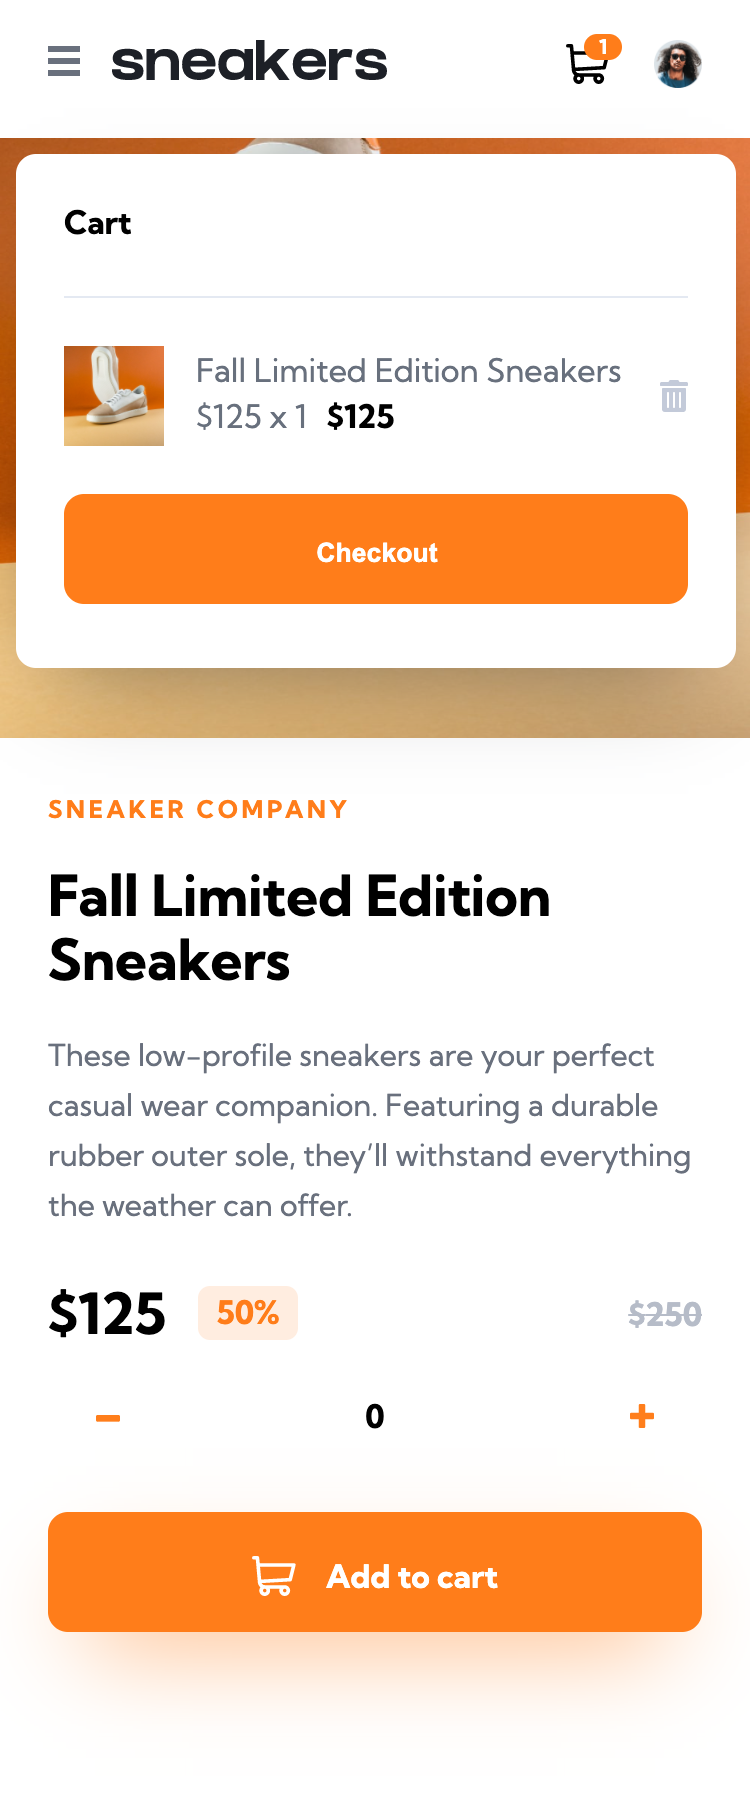 sneakers
1
Cart
Fall Limited Edition Sneakers
$125 x 1 $125
Checkout
SNEAKER COMPANY
Fall Limited Edition
Sneakers
These low-profile sneakers are your perfect
casual wear companion. Featuring a durable
rubber outer sole, they’ll withstand everything
the weather can offer.
$125 50% $250
− 0 +
Add to cart